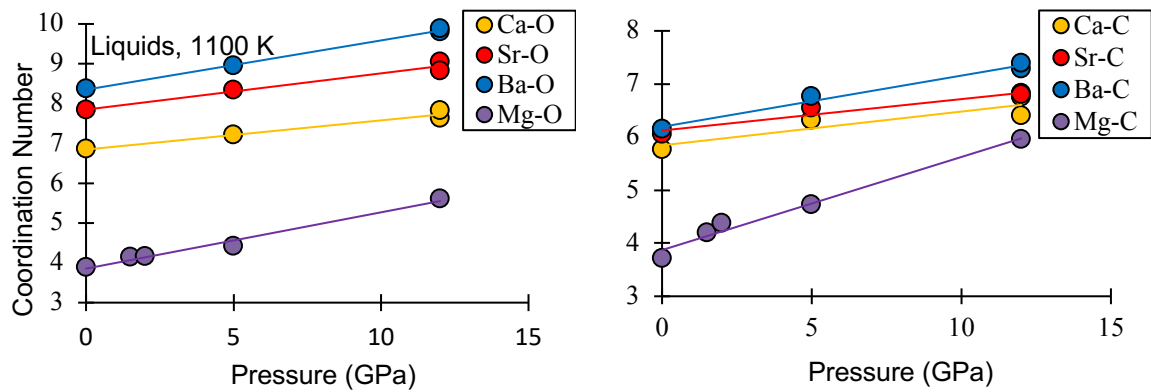 Coordination Number
10
9
8
7
6
5
4
3
Liquids, 1100 K
Ca-O
Sr-O
Ba-O
Mg-O
0
5
10
15
Pressure (GPa)
8
7
6
5
4
3
Ca-C
Sr-C
Ba-C
Mg-C
0
5
10
15
Pressure (GPa)